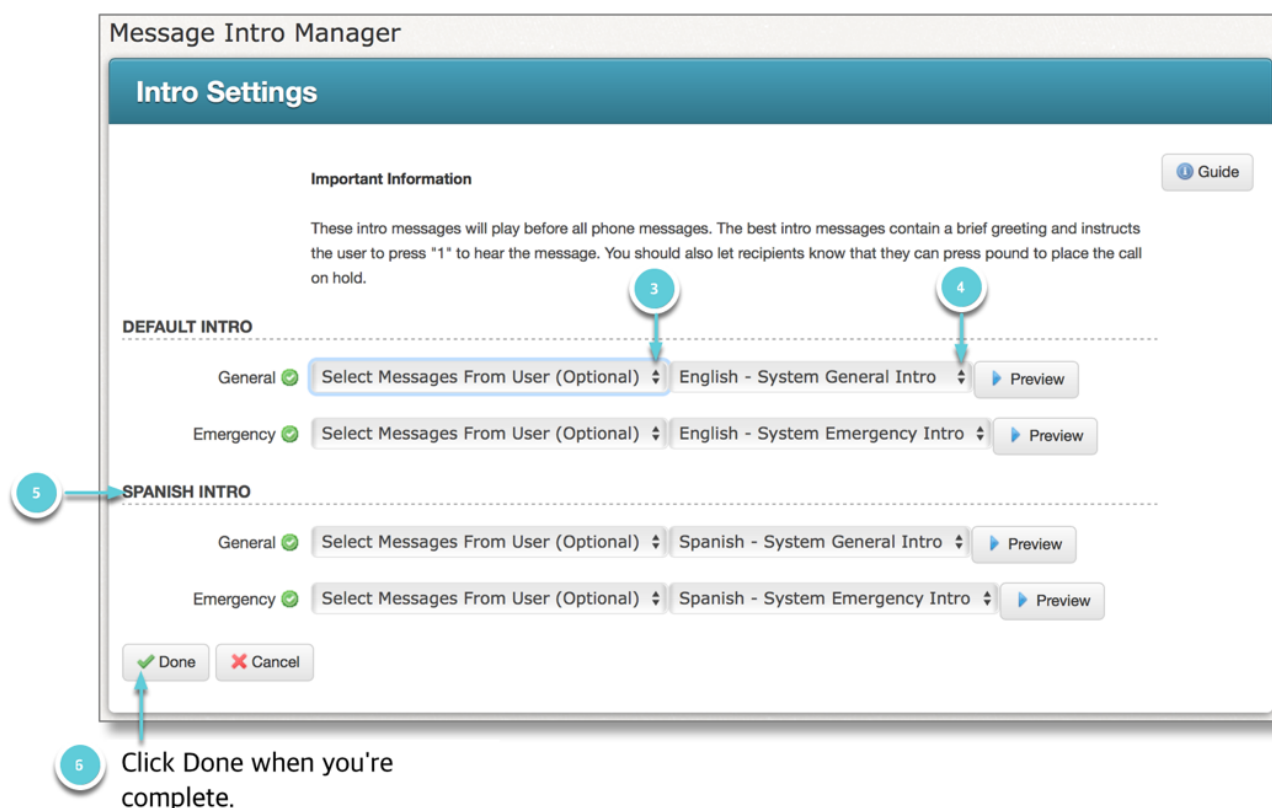 Message Intro Manager
Intro Settings
Guide
Important Information
These intro messages will play before all phone messages. The best intro messages contain a brief greeting and instructs
the user to press "1" to hear the message. You should also let recipients know that they can press pound to place the call
on hold.
3
4
DEFAULT INTRO
General Select Messages From User (Optional) English - System General Intro Preview
Emergency Select Messages From User (Optional) English - System Emergency Intro Preview
5
SPANISH INTRO
General Select Messages From User (Optional) Spanish - System General Intro Preview
Emergency Select Messages From User (Optional) Spanish - System Emergency Intro Preview
Done Cancel
6 Click Done when you're
complete.